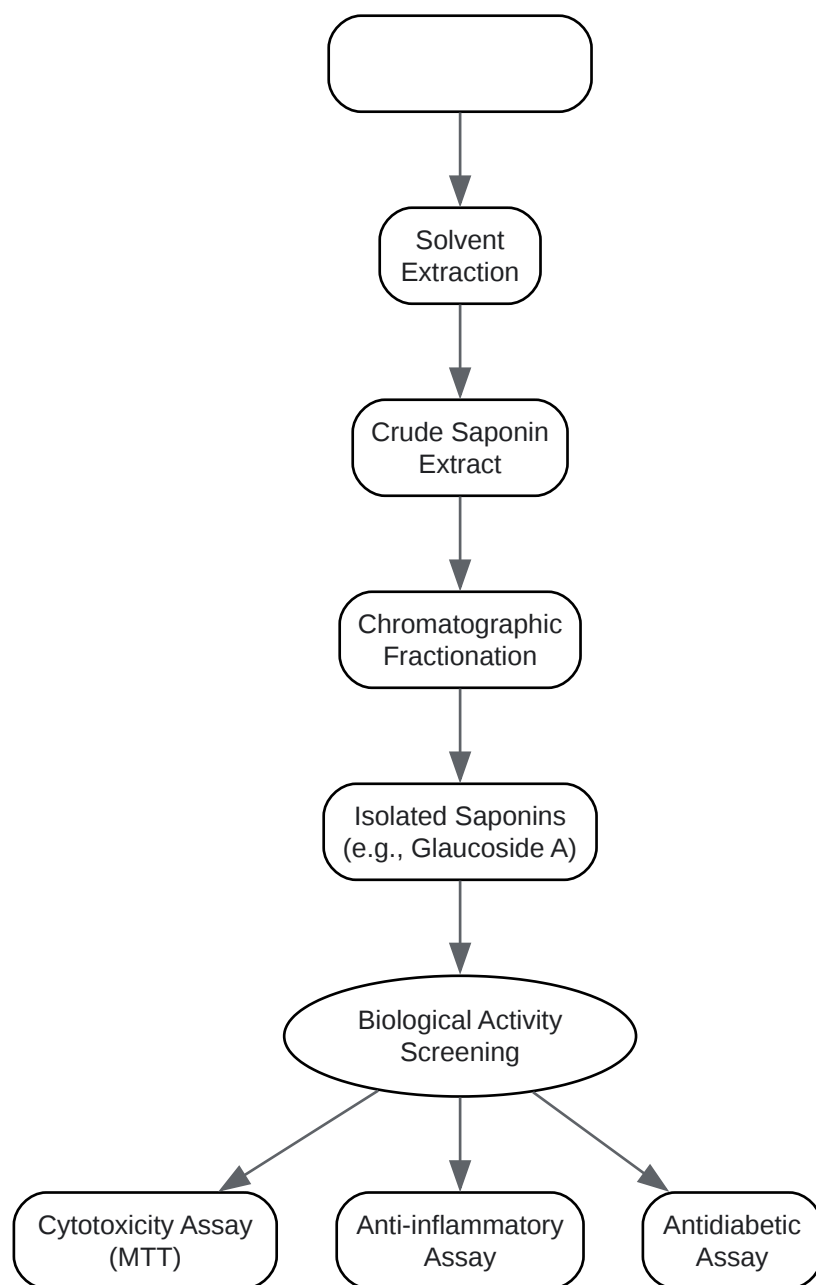 Solvent
Extraction
Crude Saponin
Extract
Chromatographic
Fractionation
Isolated Saponins
(e.g., Glaucoside A)
Biological Activity
Screening
Cytotoxicity Assay
(MTT)
Anti-inflammatory
Assay
Antidiabetic
Assay